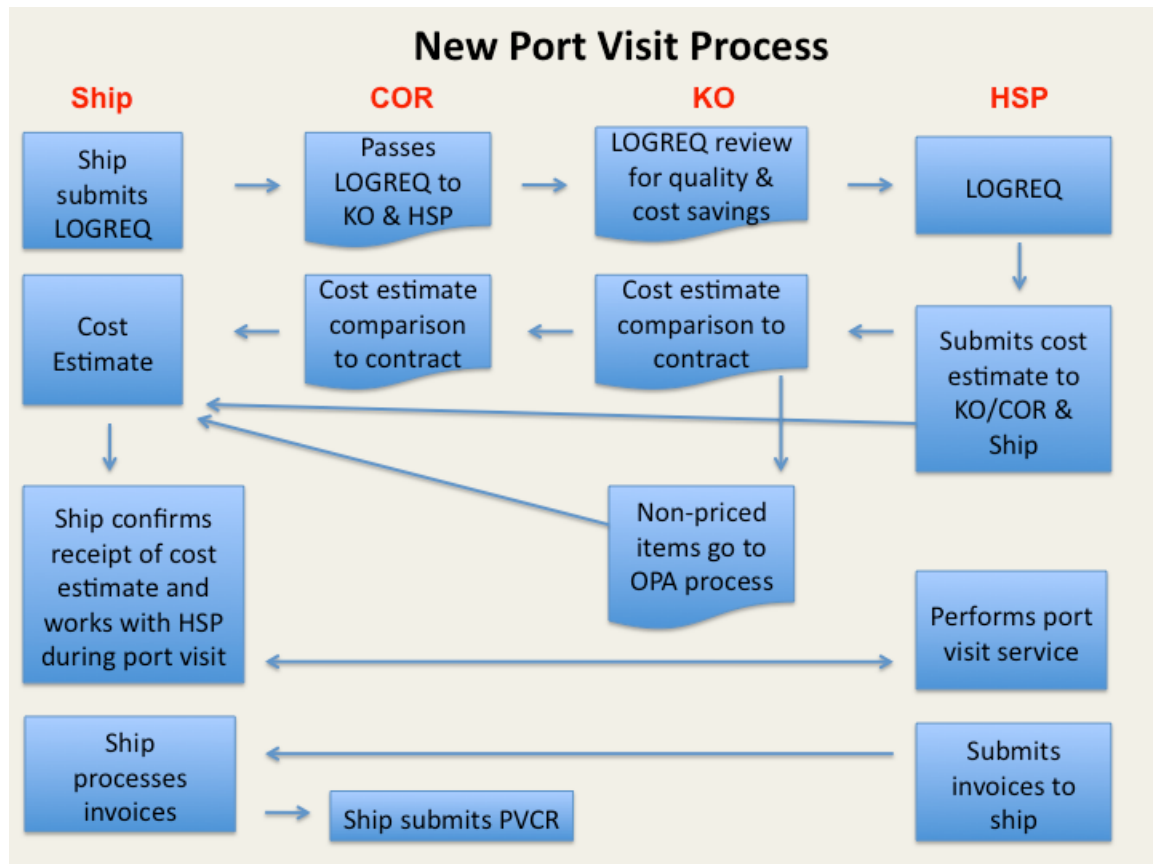 New Port Visit Process
Ship
COR
KO
HSP
Ship
submits
LOGREQ
Passes
LOGREQ to
KO & HSP
LOGREQ review
for quality &
cost savings
LOGREQ
Cost
Estimate
Cost estimate
comparison
to contract
Cost estimate
comparison to
contract
Submits cost
estimate to
KO/COR &
Ship
Ship confirms
receipt of cost
estimate and
works with HSP
during port visit
Non-priced
items go to
OPA process
Performs port
visit service
Ship
processes
invoices
Ship submits PVCR
Submits
invoices to
ship